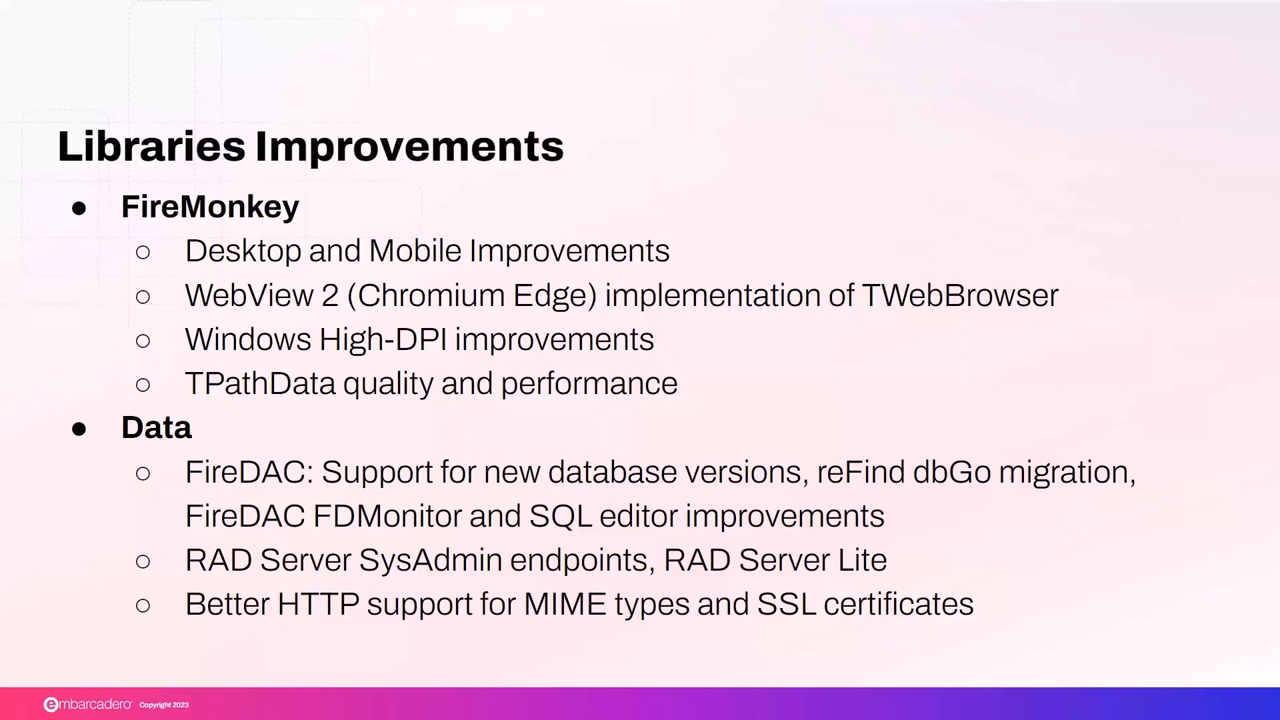 Libraries Improvements
● FireMonkey
○ Desktop and Mobile Improvements
○ WebView 2 (Chromium Edge) implementation of TWebBrowser
○ Windows High-DPI improvements
○ TPathData quality and performance
● Data
○ FireDAC: Support for new database versions, reFind dbGo migration,
FireDAC FDMonitor and SQL editor improvements
○ RAD Server SysAdmin endpoints, RAD Server Lite
○ Better HTTP support for MIME types and SSL certificates
embarcadero Copyright 2023